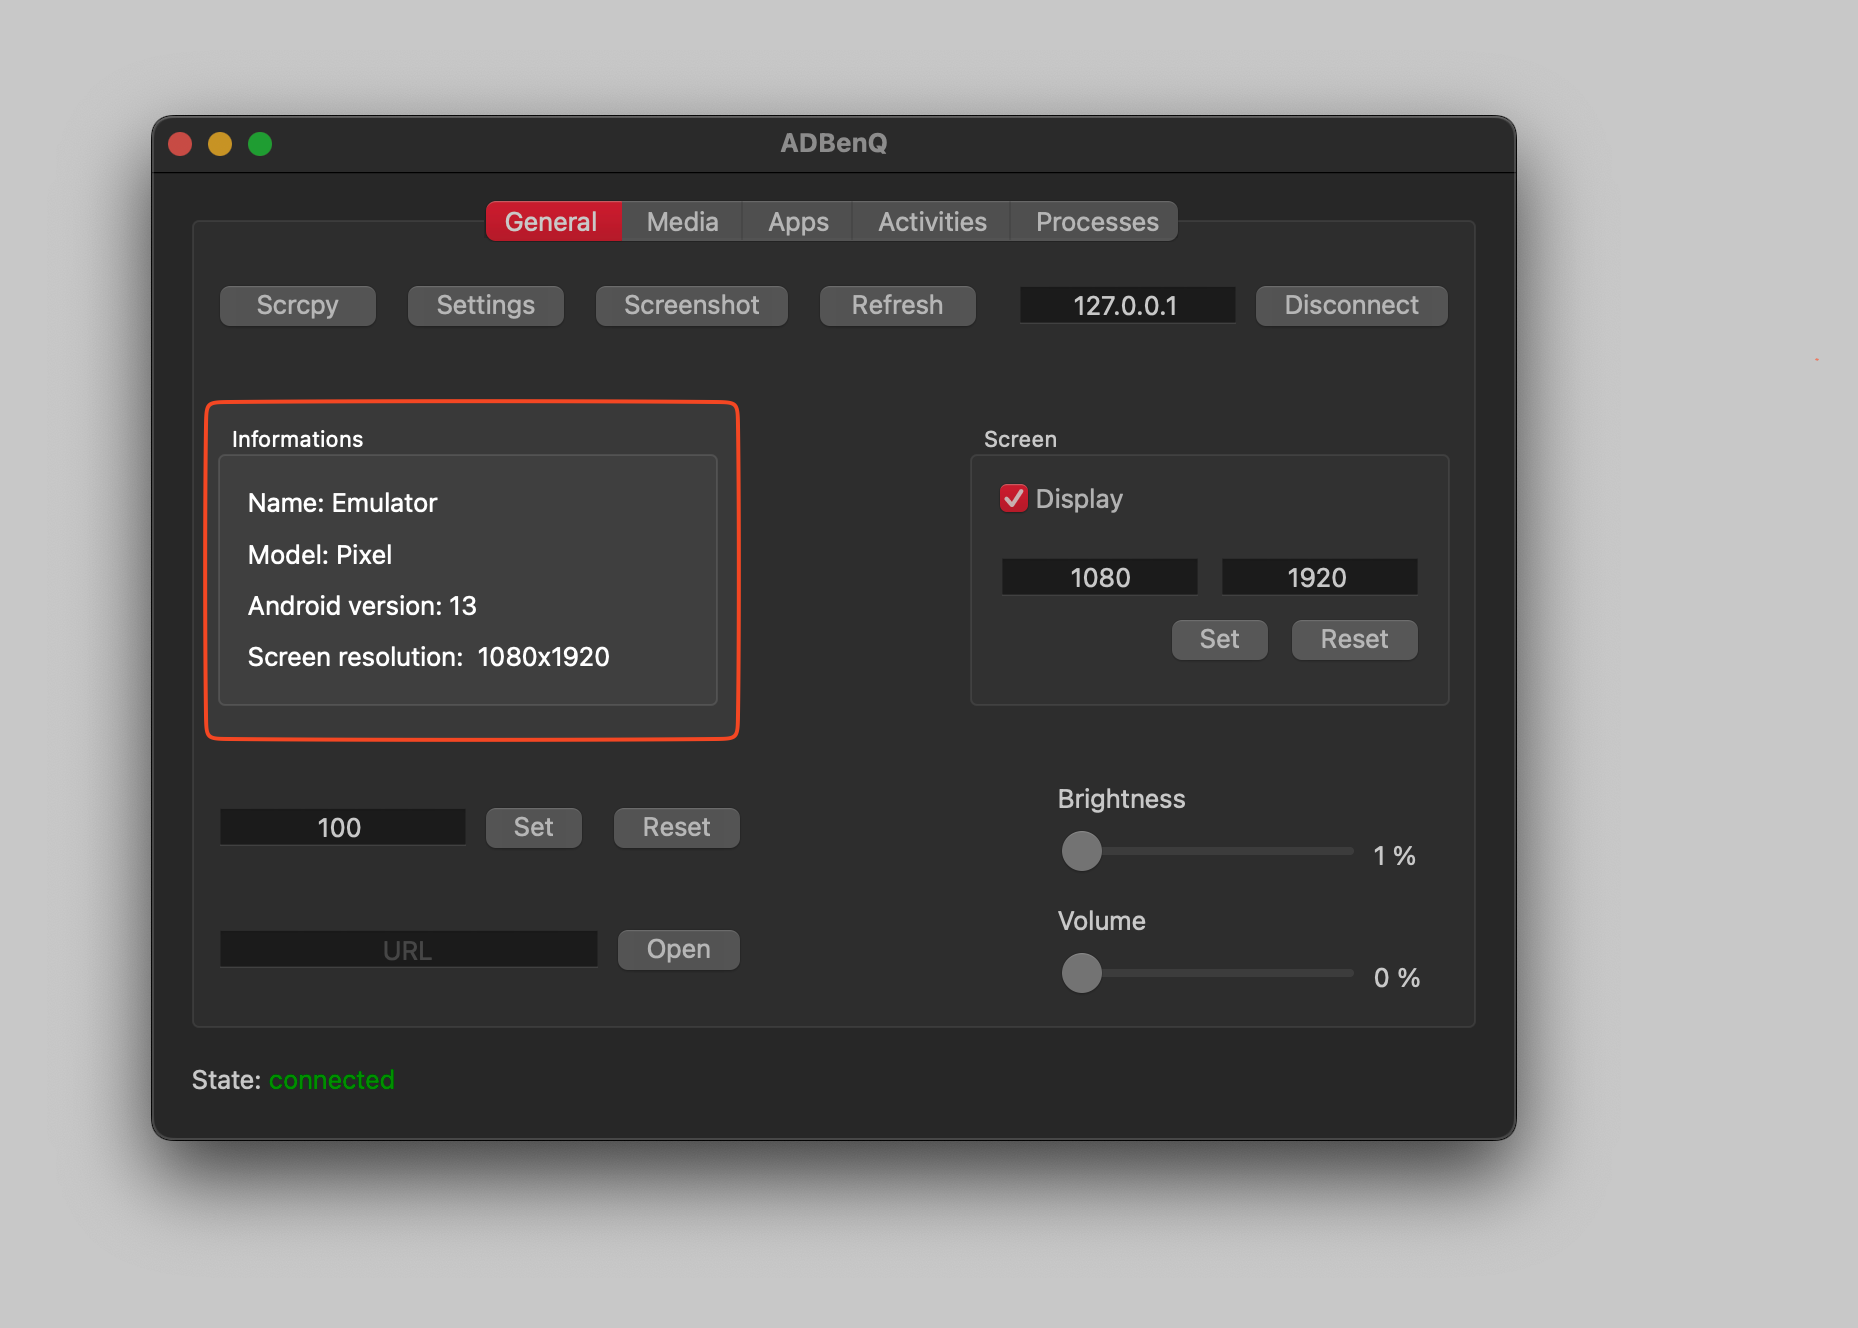 ADBenQ
General Media Apps Activities Processes
Scrcpy Settings Screenshot Refresh 127.0.0.1 Disconnect
Informations
Name: Emulator
Model: Pixel
Android version: 13
Screen resolution: 1080x1920
Screen
Display
1080 1920
Set Reset
100 Set Reset
URL Open
Brightness
1 %
Volume
0 %
State: connected